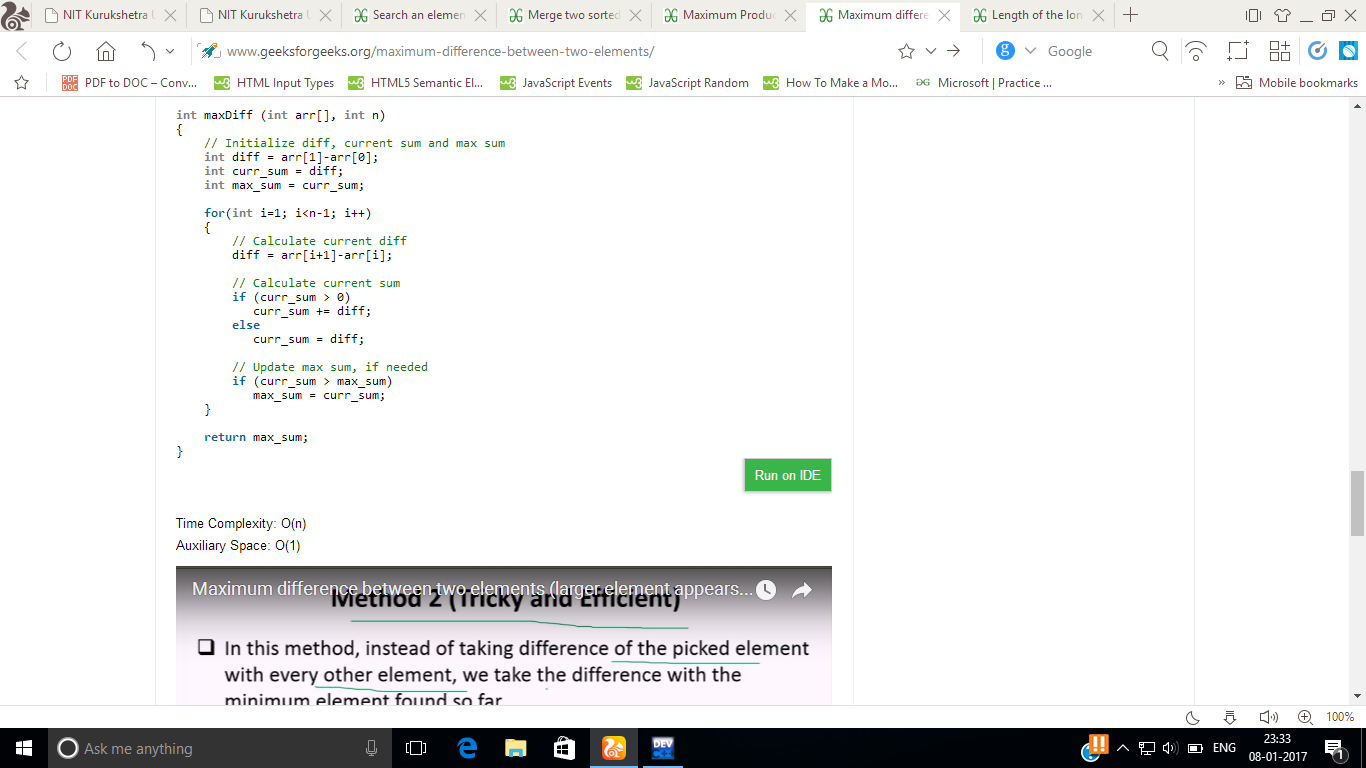 NIT Kurukshetra
NIT Kurukshetra
Search an elemen
Merge two sorted
Maximum Produc
Maximum differe
Length of the lon
www.geeksforgeeks.org/maximum-difference-between-two-elements/
Google
PDF to DOC – Conv...
HTML Input Types
HTML5 Semantic El...
JavaScript Events
JavaScript Random
How To Make a Mo...
Microsoft | Practice ...
» Mobile bookmarks
int maxDiff (int arr[], int n)
{
// Initialize diff, current sum and max sum
int diff = arr[1]-arr[0];
int curr_sum = diff;
int max_sum = curr_sum;
for(int i=1; i<n-1; i++)
{
// Calculate current diff
diff = arr[i+1]-arr[i];
// Calculate current sum
if (curr_sum > 0)
curr_sum += diff;
else
curr_sum = diff;
// Update max sum, if needed
if (curr_sum > max_sum)
max_sum = curr_sum;
}
return max_sum;
}
Run on IDE
Time Complexity: O(n)
Auxiliary Space: O(1)
Maximum difference between two elements (larger element appears...
Method 2 (Tricky and Efficient)
In this method, instead of taking difference of the picked element
with every other element, we take the difference with the
minimum element found so far
100%
Ask me anything
DEV
ENG
23:33
08-01-2017
1